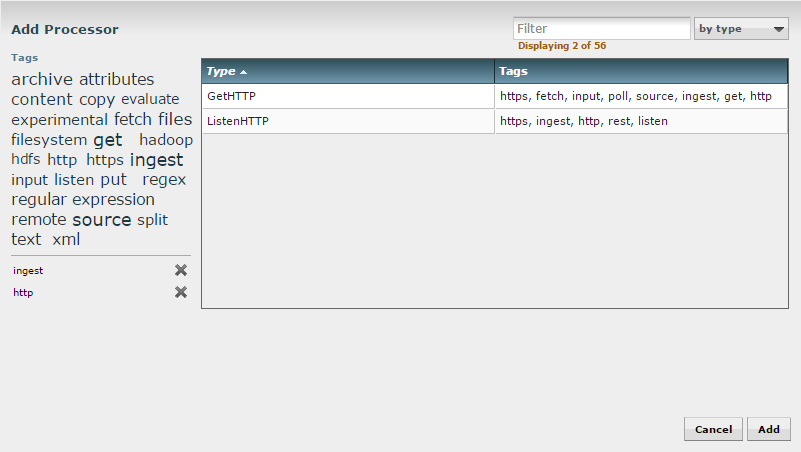 Add Processor
Filter
by type
Displaying 2 of 56
Tags
archive attributes
content copy evaluate
experimental fetch files
filesystem get hadoop
hdfs http https ingest
input listen put regex
regular expression
remote source split
text xml
ingest
http
Type Tags
GetHTTP https, fetch, input, poll, source, ingest, get, http
ListenHTTP https, ingest, http, rest, listen
Cancel Add